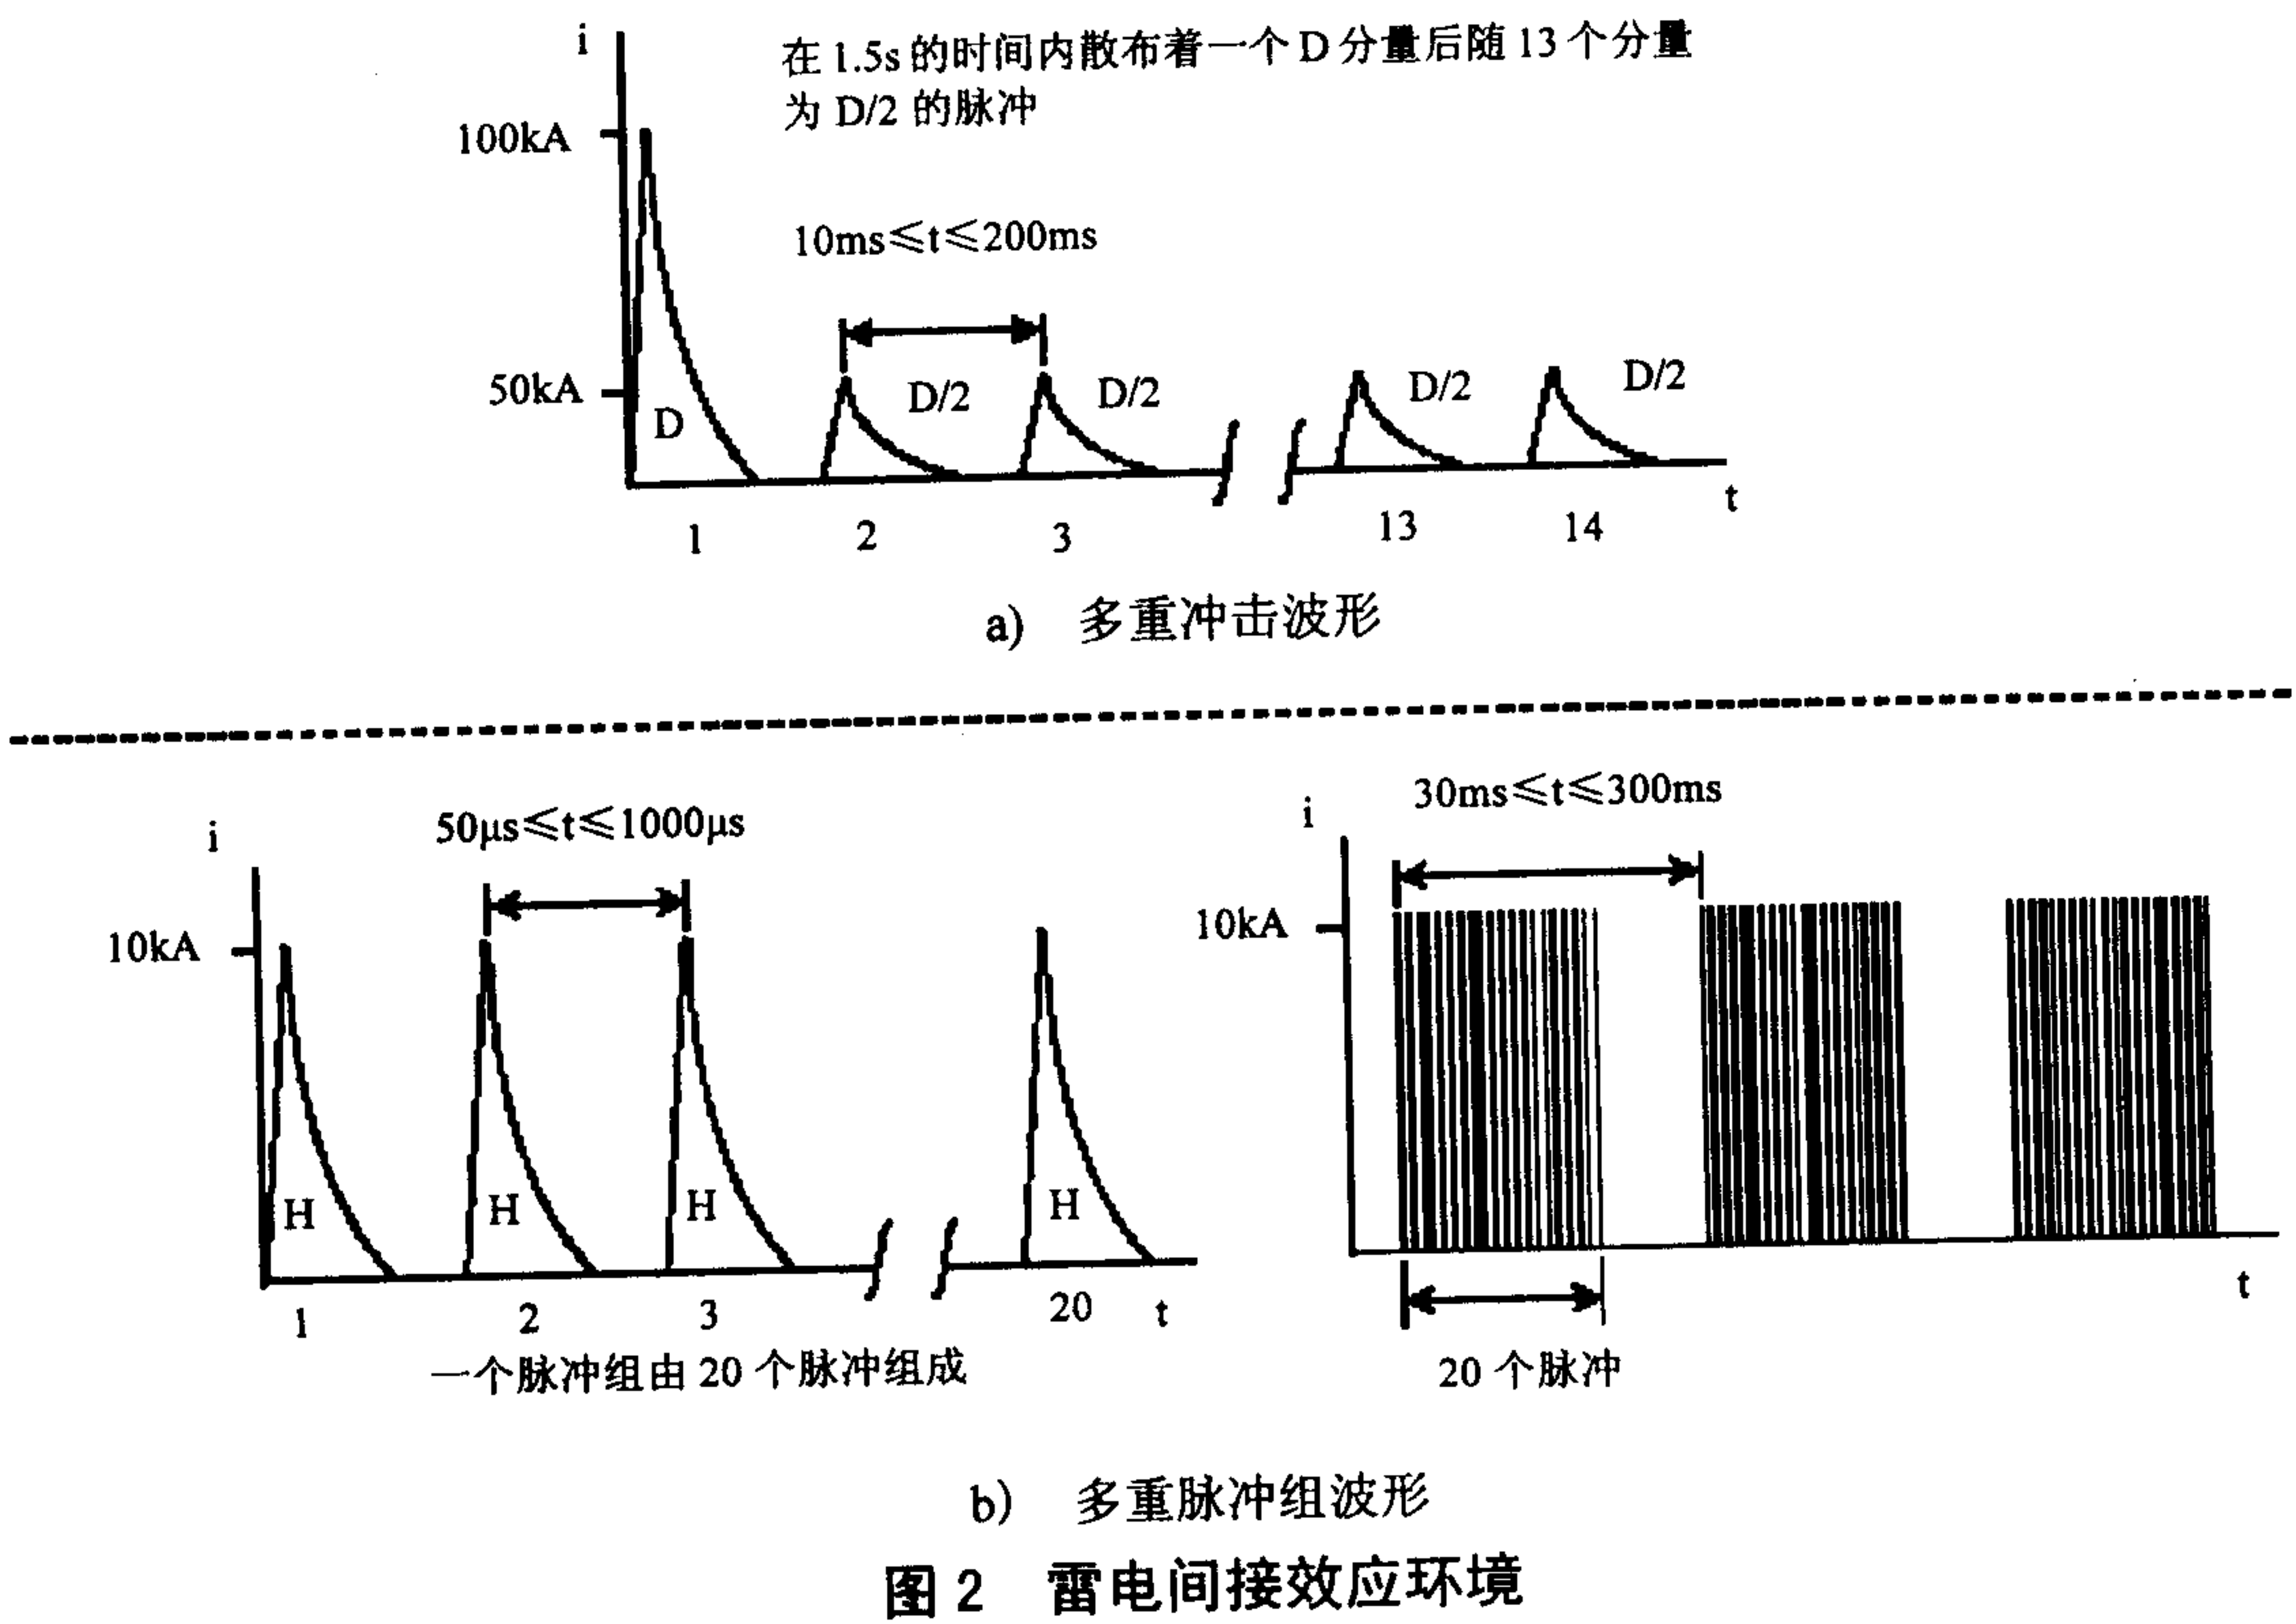 i
在 1.5s 的时间内散布着一个 D 分量后随 13 个分量
为 D/2 的脉冲
100kA
10ms≤t≤200ms
50kA
D
D/2
D/2
D/2
D/2
t
1
2
3
13
14
a) 多重冲击波形
50μs≤t≤1000μs
i
10kA
H
H
H
H
1
2
3
20
t
一个脉冲组由 20 个脉冲组成
30ms≤t≤300ms
i
10kA
t
20 个脉冲
b) 多重脉冲组波形
图 2 雷电间接效应环境